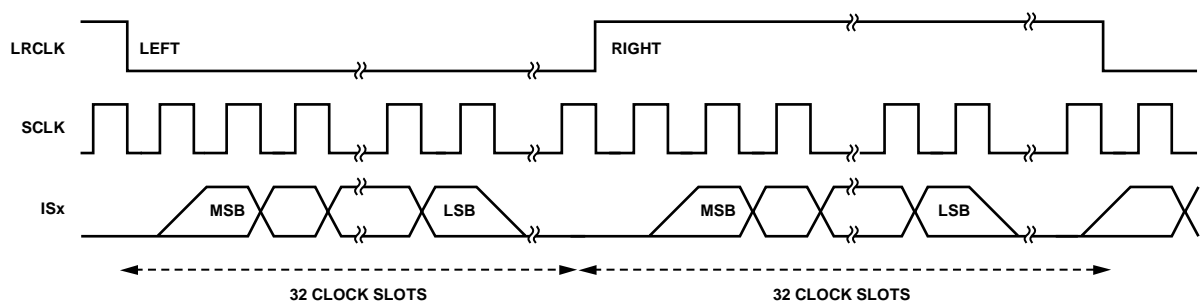 LRCLK
LEFT
RIGHT
SCLK
ISx
MSB
LSB
MSB
LSB
32 CLOCK SLOTS
32 CLOCK SLOTS